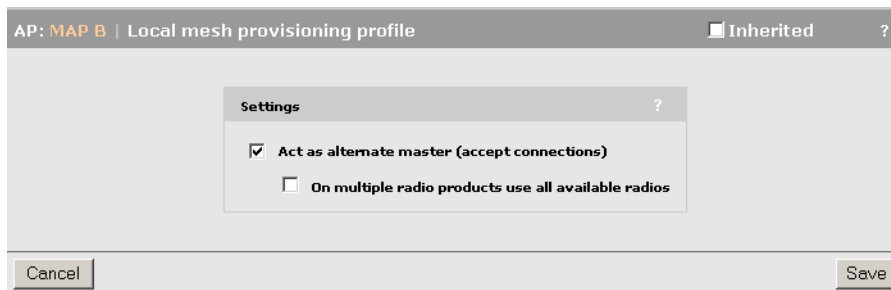 AP: MAP B | Local mesh provisioning profile Inherited ?
Settings ?
Act as alternate master (accept connections)
On multiple radio products use all available radios
Cancel Save